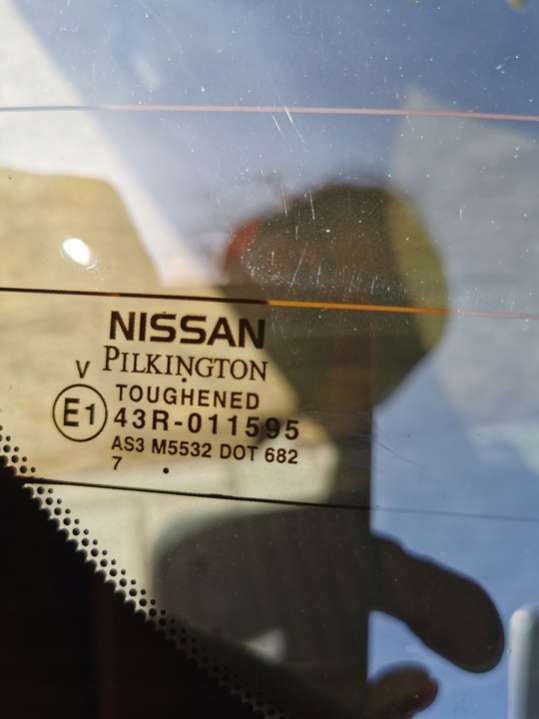 NISSAN
PILKINGTON
V
TOUGHENED
E1
43R-011595
AS3 M5532 DOT 682
7